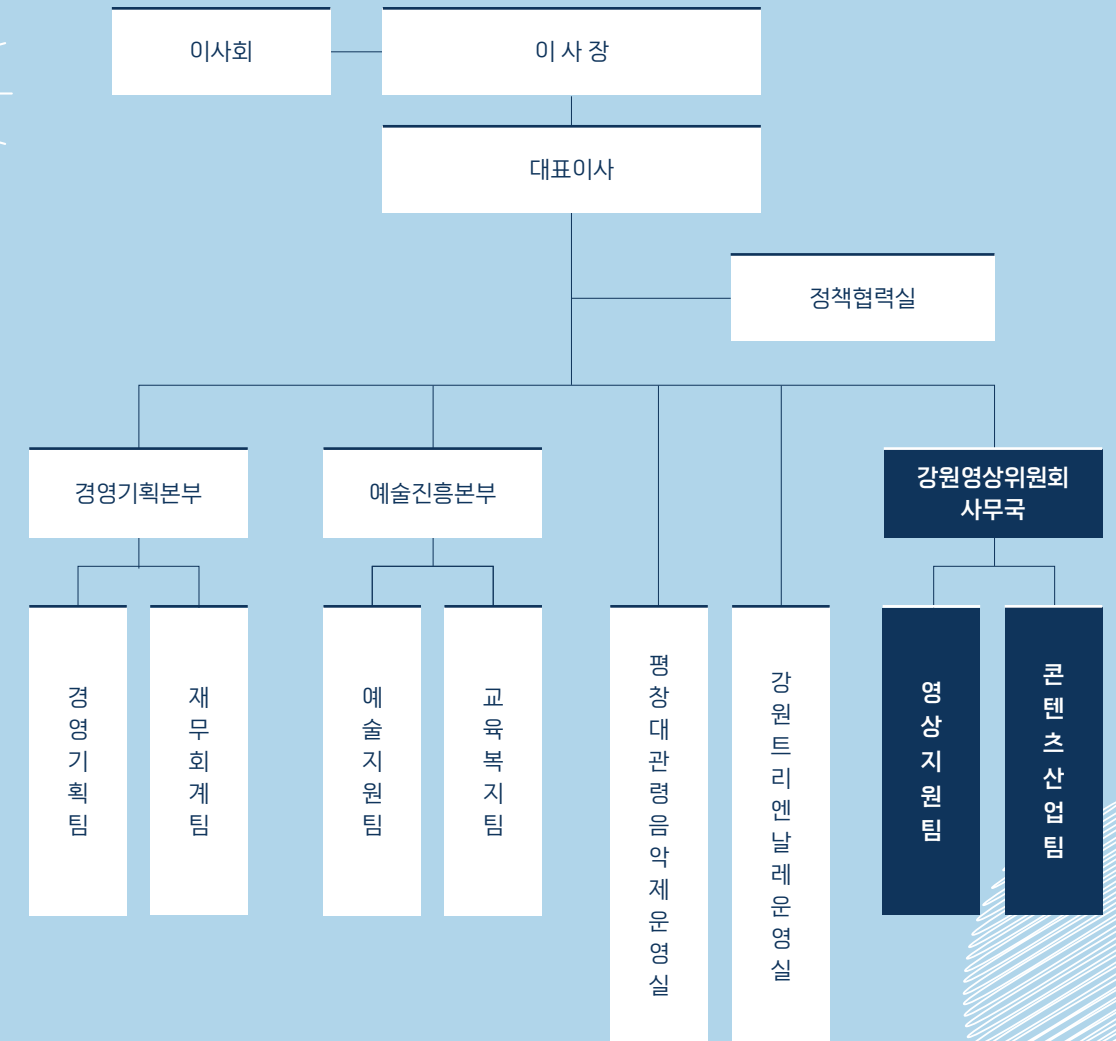 이사회
이 사 장
대표이사
정책협력실
경영기획본부
예술진흥본부
강원영상위원회
사무국
경영기획팀
재무회계팀
예술지원팀
교육복지팀
평창대관령음악제운영실
강원트리엔날레운영실
영상지원팀
콘텐츠산업팀